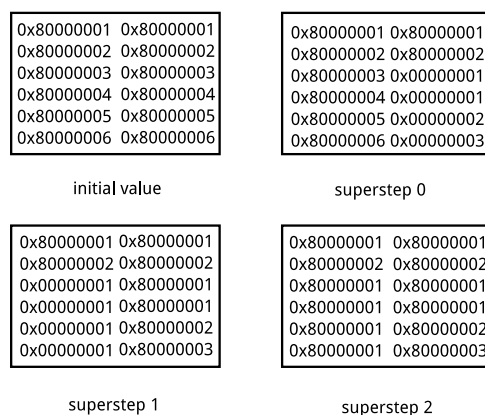 0x80000001 0x80000001
0x80000002 0x80000002
0x80000003 0x80000003
0x80000004 0x80000004
0x80000005 0x80000005
0x80000006 0x80000006
initial value
0x80000001 0x80000001
0x80000002 0x80000002
0x80000003 0x00000001
0x80000004 0x00000001
0x80000005 0x00000002
0x80000006 0x00000003
superstep 0
0x80000001 0x80000001
0x80000002 0x80000002
0x00000001 0x80000001
0x00000001 0x80000001
0x00000001 0x80000002
0x00000001 0x80000003
superstep 1
0x80000001 0x80000001
0x80000002 0x80000002
0x80000001 0x80000001
0x80000001 0x80000001
0x80000001 0x80000002
0x80000001 0x80000003
superstep 2